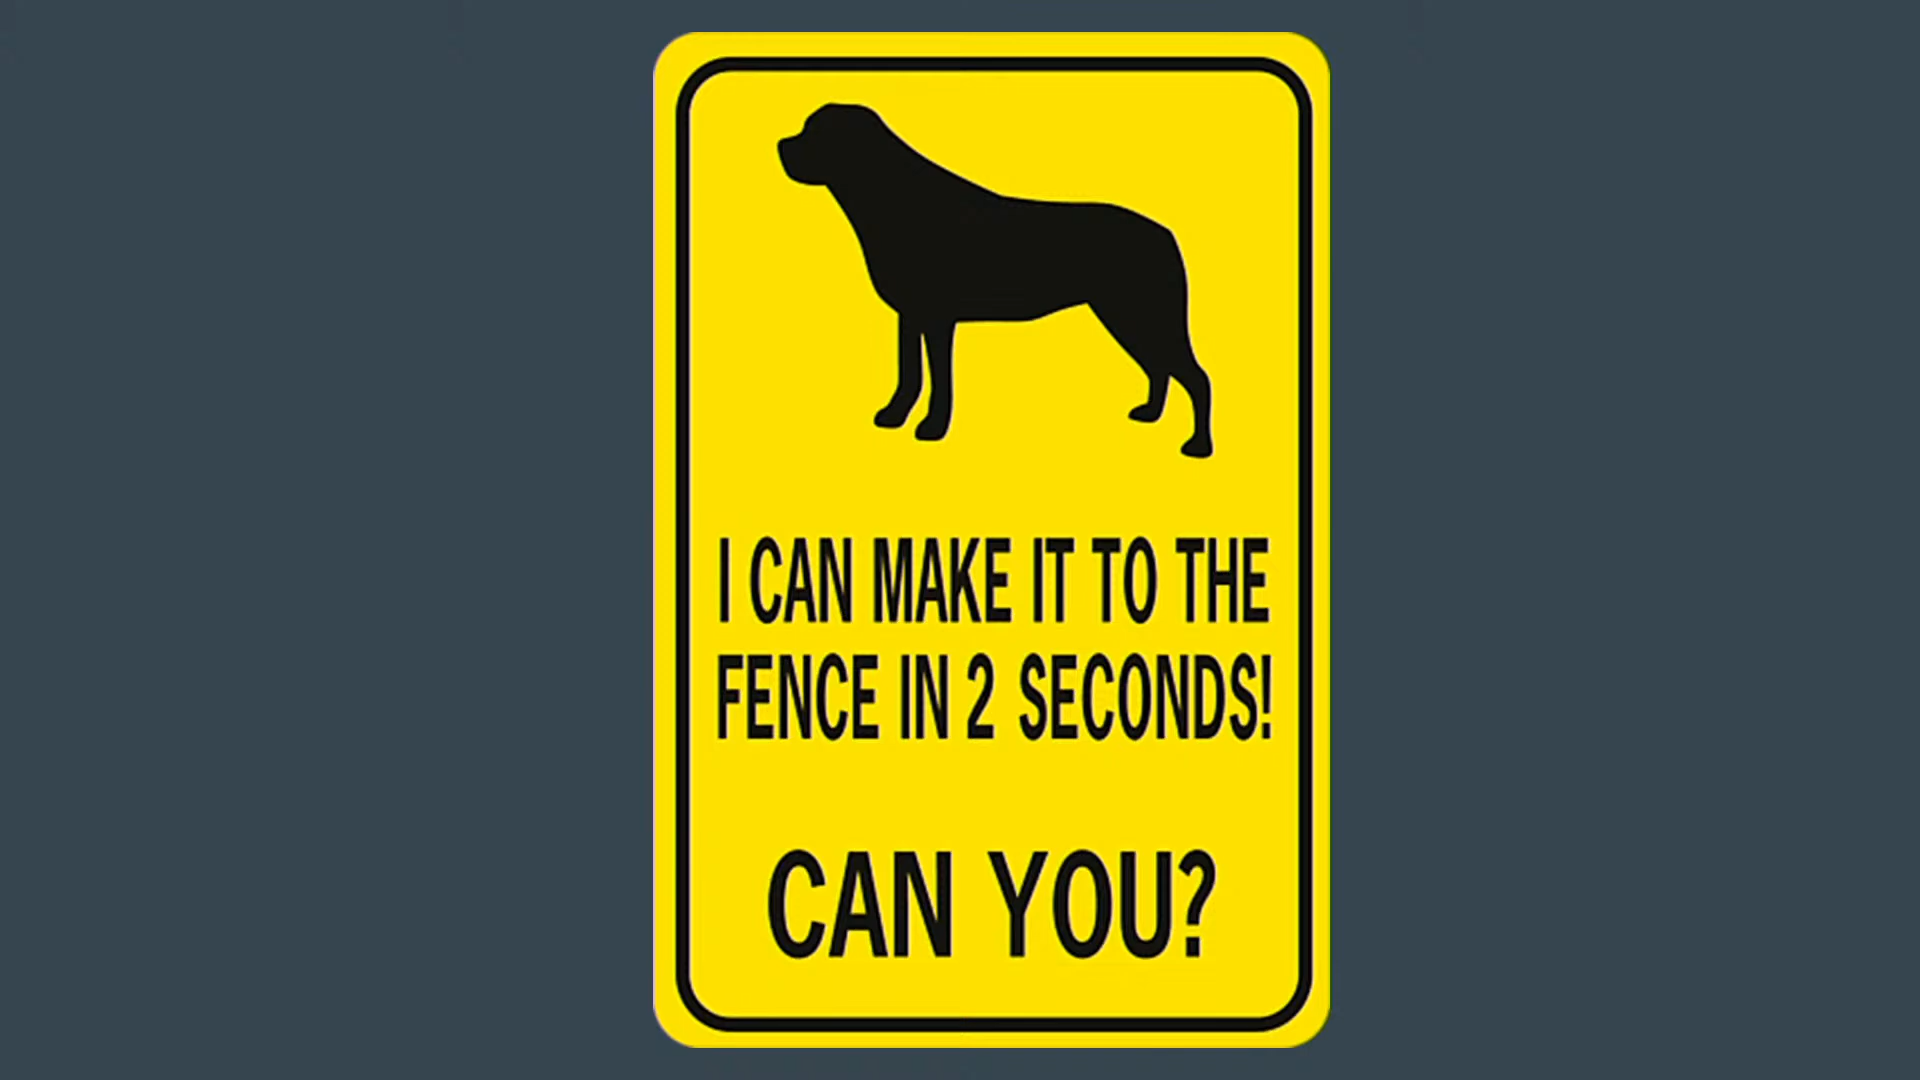 I CAN MAKE IT TO THE
FENCE IN 2 SECONDS!
CAN YOU?